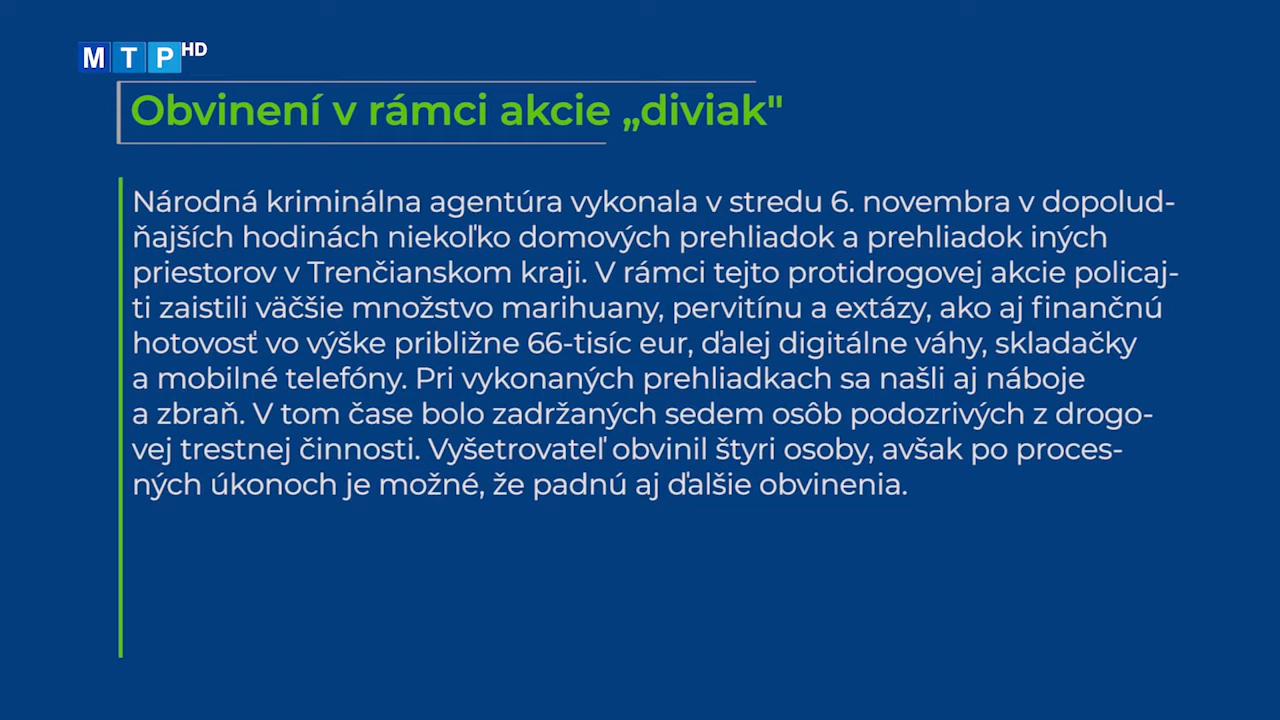 MTP HD
Obvinení v rámci akcie „diviak"
Národná kriminálna agentúra vykonala v stredu 6. novembra v dopolud-
ňajších hodinách niekoľko domových prehliadok a prehliadok iných
priestorov v Trenčianskom kraji. V rámci tejto protidrogovej akcie policaj-
ti zaistili väčšie množstvo marihuany, pervitínu a extázy, ako aj finančnú
hotovosť vo výške približne 66-tisíc eur, ďalej digitálne váhy, skladačky
a mobilné telefóny. Pri vykonaných prehliadkach sa našli aj náboje
a zbraň. V tom čase bolo zadržaných sedem osôb podozrivých z drogo-
vej trestnej činnosti. Vyšetrovateľ obvinil štyri osoby, avšak po proces-
ných úkonoch je možné, že padnú aj ďalšie obvinenia.